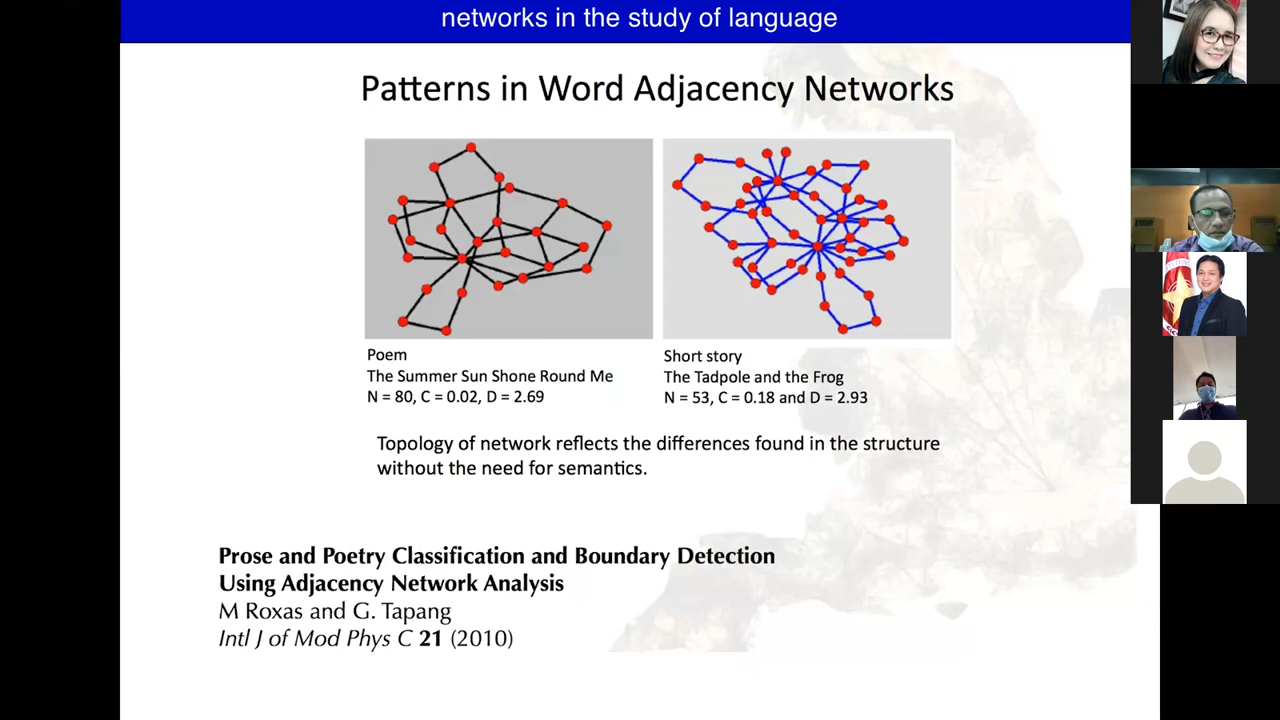 networks in the study of language
Patterns in Word Adjacency Networks
Poem
The Summer Sun Shone Round Me
N = 80, C = 0.02, D = 2.69
Short story
The Tadpole and the Frog
N = 53, C = 0.18 and D = 2.93
Topology of network reflects the differences found in the structure
without the need for semantics.
Prose and Poetry Classification and Boundary Detection
Using Adjacency Network Analysis
M Roxas and G. Tapang
Intl J of Mod Phys C 21 (2010)